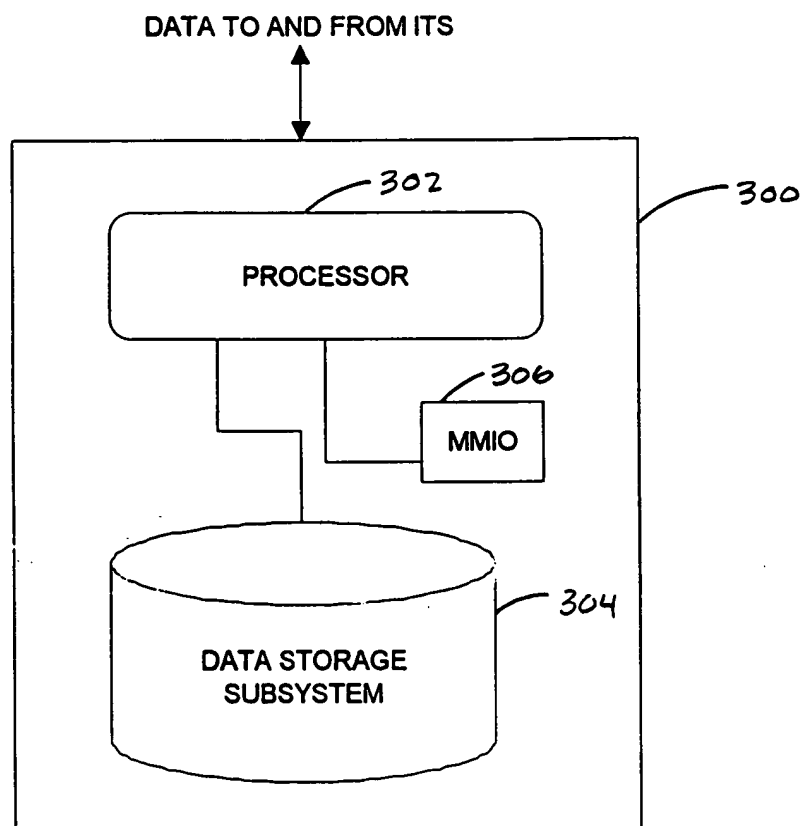 DATA TO AND FROM ITS
302
300
PROCESSOR
306
MMIO
304
DATA STORAGE
SUBSYSTEM